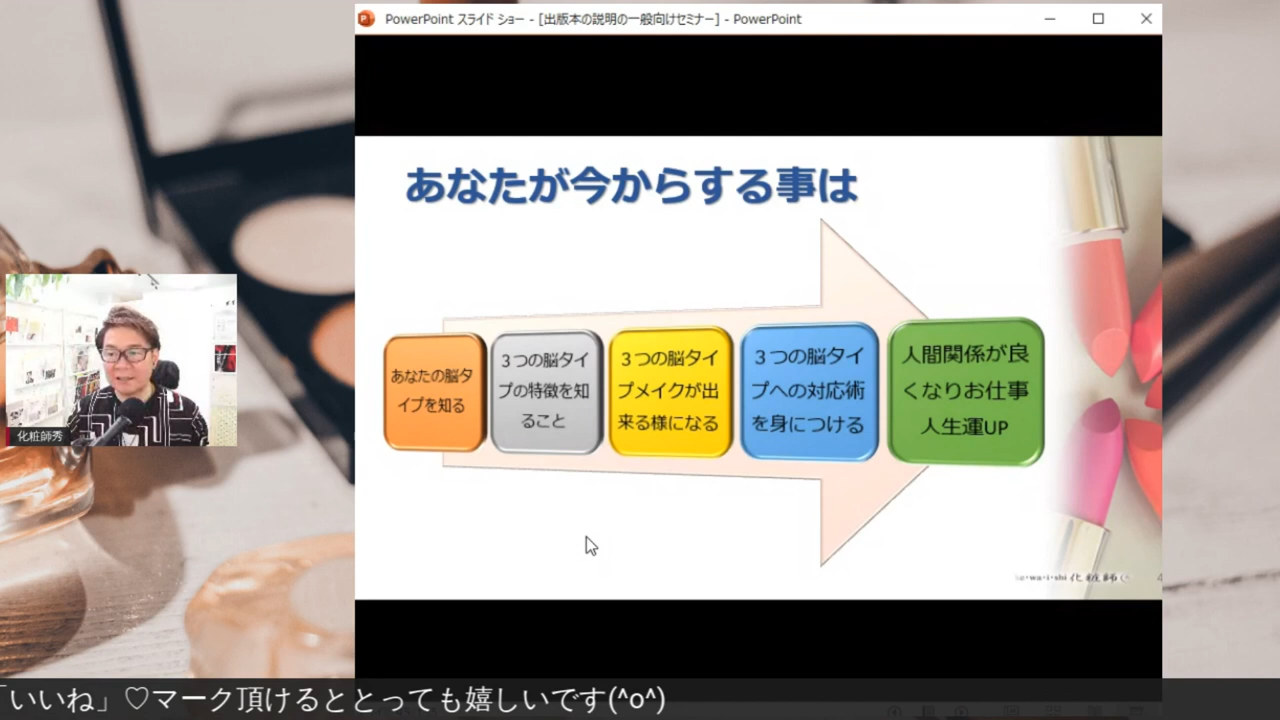 PowerPoint スライド ショー - [出版本の説明の一般向けセミナー] - PowerPoint
あなたが今からする事は
あなたの脳タ
イプを知る
３つの脳タイ
プの特徴を知
ること
３つの脳タイ
プメイクが出
来る様になる
３つの脳タイ
プへの対応術
を身につける
人間関係が良
くなりお仕事
人生運UP
化粧師秀
化粧師
「いいね」♡マーク頂けるととっても嬉しいです(^o^)